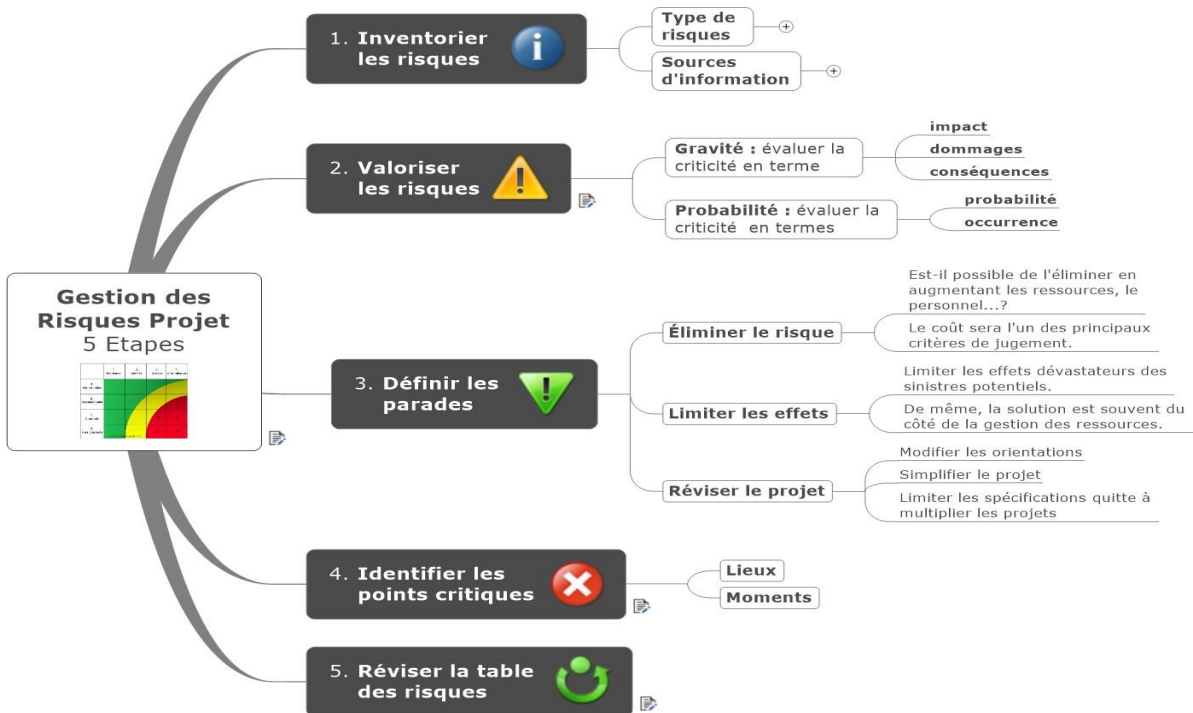 Gestion des
Risques Projet
5 Etapes
1. Inventorier
les risques
Type de
risques
Sources
d'information
2. Valoriser
les risques
Gravité : évaluer la
criticité en terme
impact
dommages
conséquences
Probabilité : évaluer la
criticité en termes
probabilité
occurrence
3. Définir les
parades
Éliminer le risque
Est-il possible de l'éliminer en
augmentant les ressources, le
personnel...?
Le coût sera l'un des principaux
critères de jugement.
Limiter les effets
Limiter les effets dévastateurs des
sinistres potentiels.
De même, la solution est souvent du
côté de la gestion des ressources.
Réviser le projet
Modifier les orientations
Simplifier le projet
Limiter les spécifications quitte à
multiplier les projets
4. Identifier les
points critiques
Lieux
Moments
5. Réviser la table
des risques